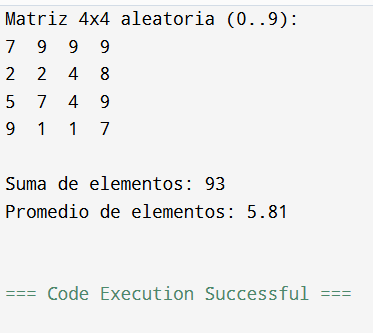 Matriz 4x4 aleatoria (0..9):
7 9 9 9
2 2 4 8
5 7 4 9
9 1 1 7
Suma de elementos: 93
Promedio de elementos: 5.81
=== Code Execution Successful ===